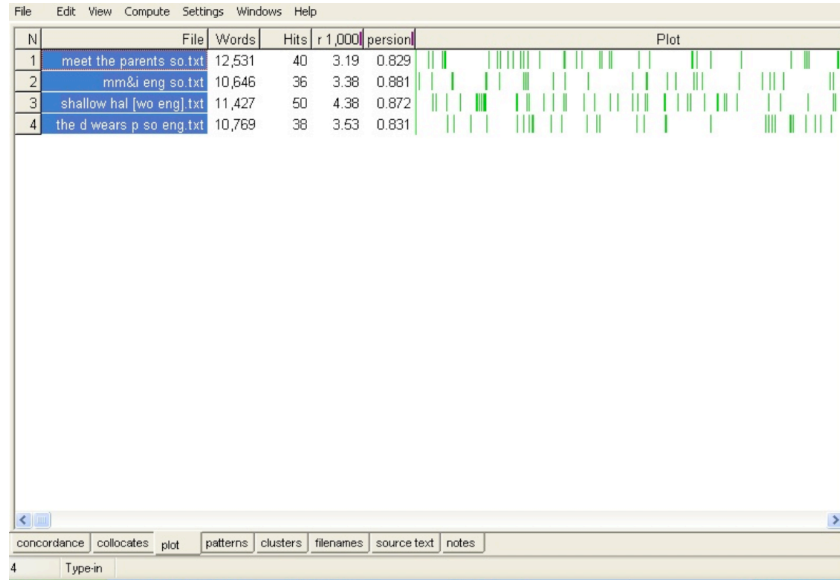 File Edit View Compute Settings Windows Help
N File Words Hits r 1,000 persion Plot
1 meet the parents so.txt 12,531 40 3.19 0.829
2 mm&i eng so.txt 10,646 36 3.38 0.881
3 shallow hal [wo eng].txt 11,427 50 4.38 0.872
4 the d wears p so eng.txt 10,769 38 3.53 0.831
concordance collocates plot patterns clusters filenames source text notes
4 Type-in